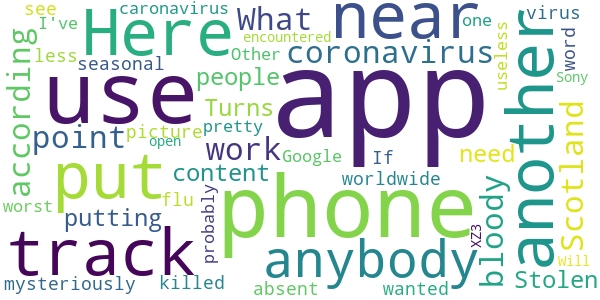 see caronavirus What near one virus
I've Here encountered word
less Other coronavirus
seasonal useless Sony
according use app another
people
point Turns
put picture pretty work Google If need Scotland
open content worldwide
worst flu phone bloody
putting probably anybody
track XZ3 Will
absent wanted Stolen
mysteriously killed